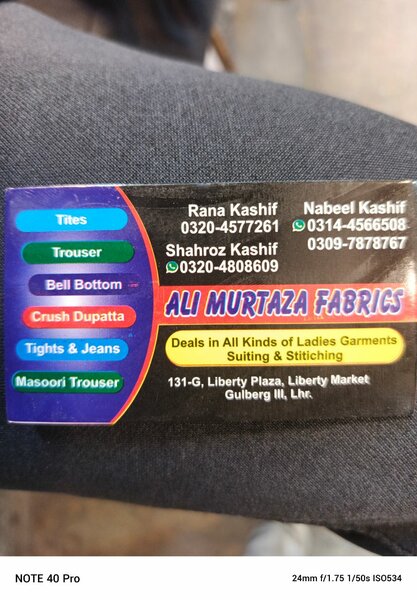 Tites
Trouser
Bell Bottom
Crush Dupatta
Tights & Jeans
Masoori Trouser
Rana Kashif
0320-4577261
Shahroz Kashif
0320-4808609
Nabeel Kashif
0314-4566508
0309-7878767
ALI MURTAZA FABRICS
Deals in All Kinds of Ladies Garments
Suiting & Stitiching
131-G, Liberty Plaza, Liberty Market
Gulberg III, Lhr.
NOTE 40 Pro
24mm f/1.75 1/50s ISO534